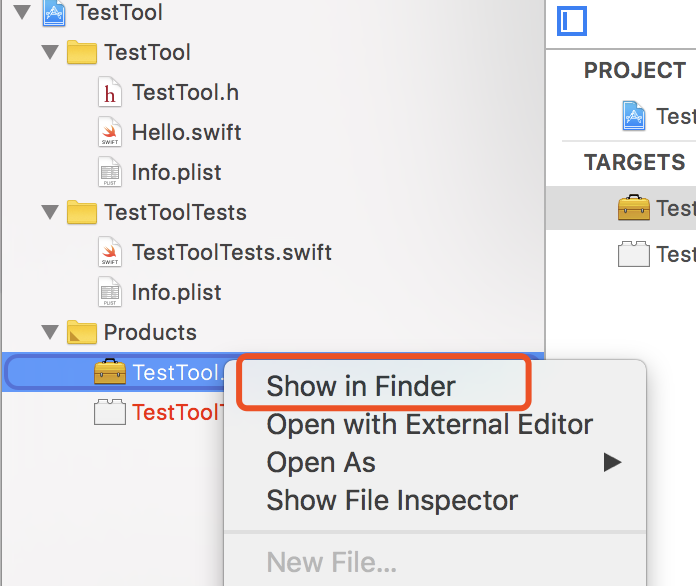 TestTool
TestTool
TestTool.h
Hello.swift
Info.plist
TestToolTests
TestToolTests.swift
Info.plist
Products
TestTool.
TestToolT
PROJECT
Test
TARGETS
Test
Test
Show in Finder
Open with External Editor
Open As
Show File Inspector
New File...
h
SWIFT
PLIST
SWIFT
PLIST